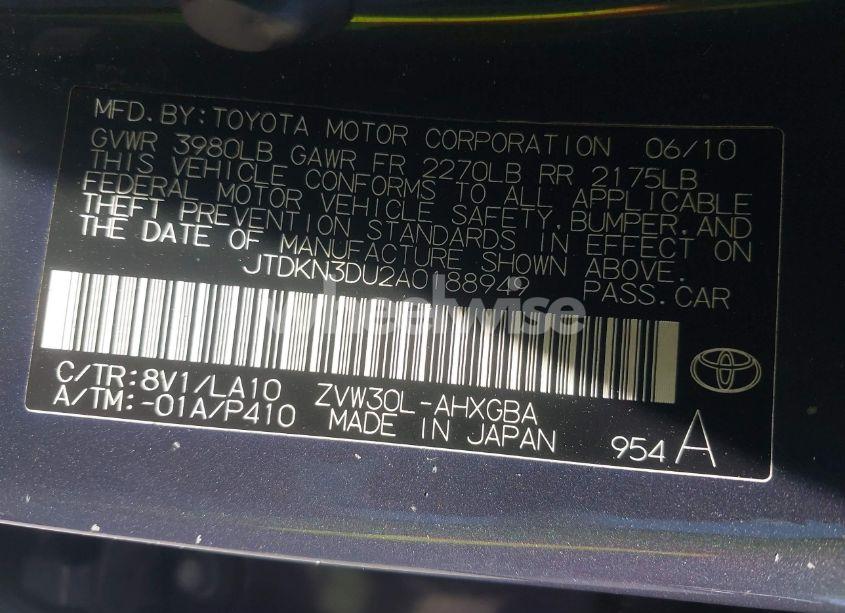 MFD. BY: TOYOTA MOTOR CORPORATION 06/10
GVWR 3980LB GAWR FR 2270LB RR 2175LB
THIS VEHICLE CONFORMS TO ALL APPLICABLE
FEDERAL MOTOR VEHICLE SAFETY, BUMPER, AND
THEFT PREVENTION STANDARDS IN EFFECT ON
THE DATE OF MANUFACTURE SHOWN ABOVE.
JTDKN3DU2A0188949 PASS. CAR
wheelwise
C/TR: 8V1/LA10 ZVW30L-AHXGBA
A/TM: -01A/P410 MADE IN JAPAN
954 A